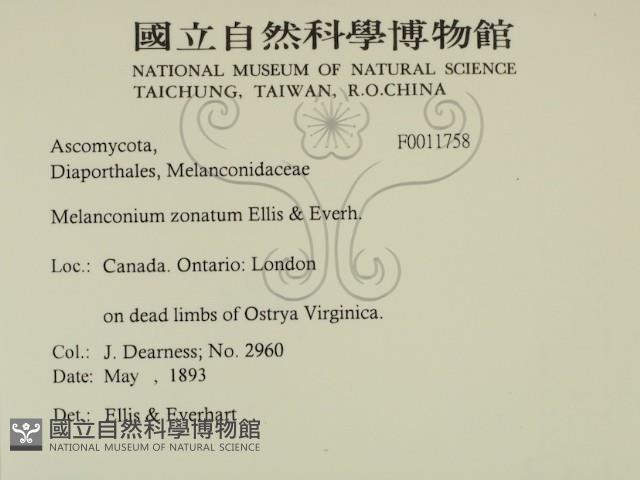 國立自然科學博物館
NATIONAL MUSEUM OF NATURAL SCIENCE
TAICHUNG, TAIWAN, R.O.CHINA
Ascomycota, F0011758
Diaporthales, Melanconidaceae
Melanconium zonatum Ellis & Everh.
Loc.: Canada. Ontario: London
on dead limbs of Ostrya Virginica.
Col.: J. Dearness; No. 2960
Date: May , 1893
Det.: Ellis & Everhart
國立自然科學博物館
NATIONAL MUSEUM OF NATURAL SCIENCE